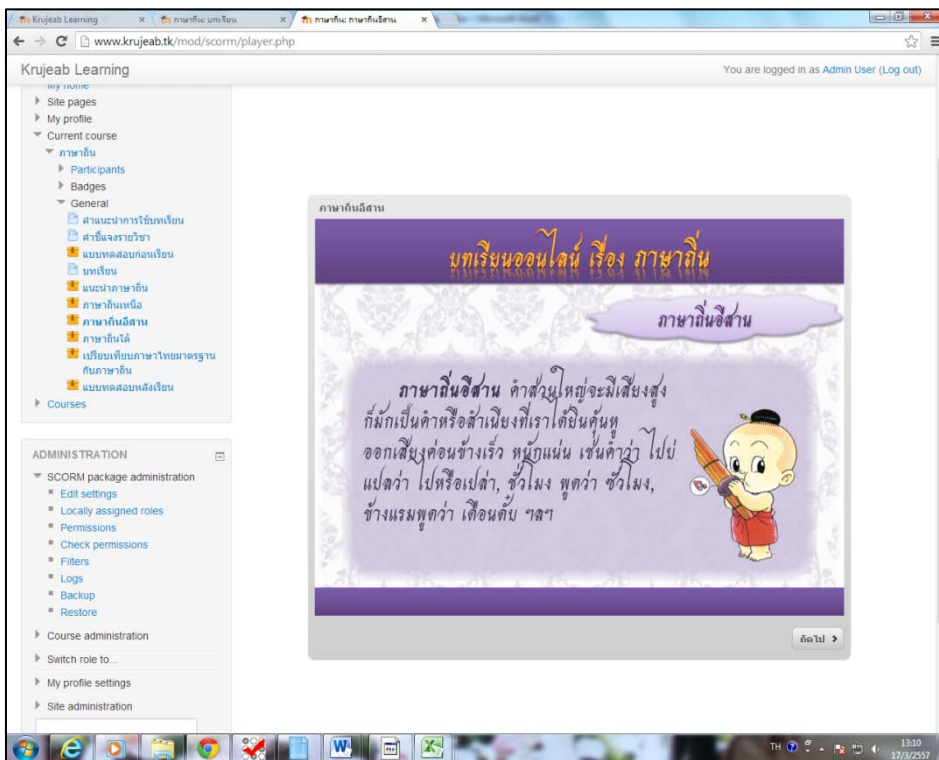 Krujeab Learning
ภาษาถิ่น: บทเรียน
ภาษาถิ่น: ภาษาถิ่นอีสาน
www.krujeab.tk/mod/scorm/player.php
Krujeab Learning
You are logged in as Admin User (Log out)
My home
Site pages
My profile
Current course
ภาษาถิ่น
Participants
Badges
General
คำแนะนำการใช้บทเรียน
คำชี้แจงรายวิชา
แบบทดสอบก่อนเรียน
บทเรียน
แนะนำภาษาถิ่น
ภาษาถิ่นเหนือ
ภาษาถิ่นอีสาน
ภาษาถิ่นใต้
เปรียบเทียบภาษาไทยมาตรฐาน
กับภาษาถิ่น
แบบทดสอบหลังเรียน
Courses
ADMINISTRATION
SCORM package administration
Edit settings
Locally assigned roles
Permissions
Check permissions
Filters
Logs
Backup
Restore
Course administration
Switch role to...
My profile settings
Site administration
ภาษาถิ่นอีสาน
บทเรียนออนไลน์ เรื่อง ภาษาถิ่น
ภาษาถิ่นอีสาน
ภาษาถิ่นอีสาน คำส่วนใหญ่จะมีเสียงสูง
ก็มักเป็นคำหรือสำเนียงที่เราได้ยินคุ้นหู
ออกเสียงค่อนข้างเร็ว หนักแน่น เช่นคำว่า ไปบ่
แปลว่า ไปหรือเปล่า, ชั่วโมง พูดว่า ซั่วโมง,
ข้างแรมพูดว่า เดือนดับ ฯลฯ
ถัดไป
TH
13:10
17/3/2557